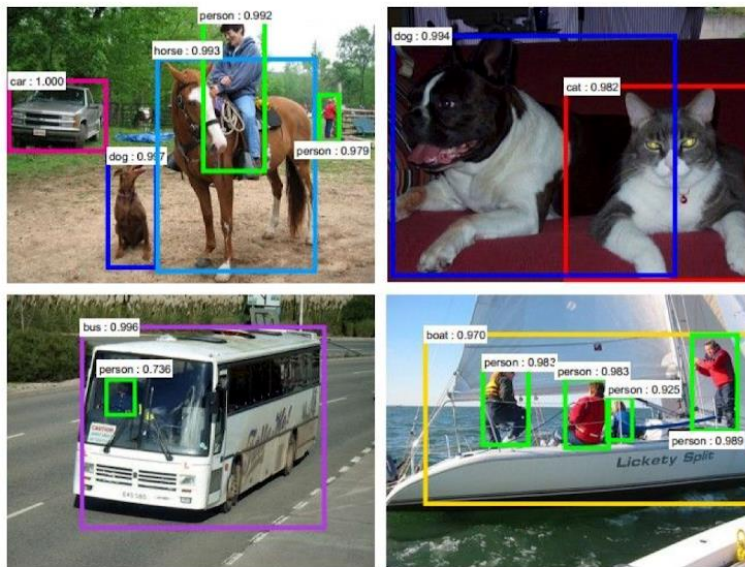 person : 0.992
horse : 0.993
car : 1.000
person : 0.979
dog : 0.997
dog : 0.994
cat : 0.982
bus : 0.996
person : 0.736
CAUTION
boat : 0.970
person : 0.983
person : 0.983
person : 0.925
person : 0.989
Lickety Split